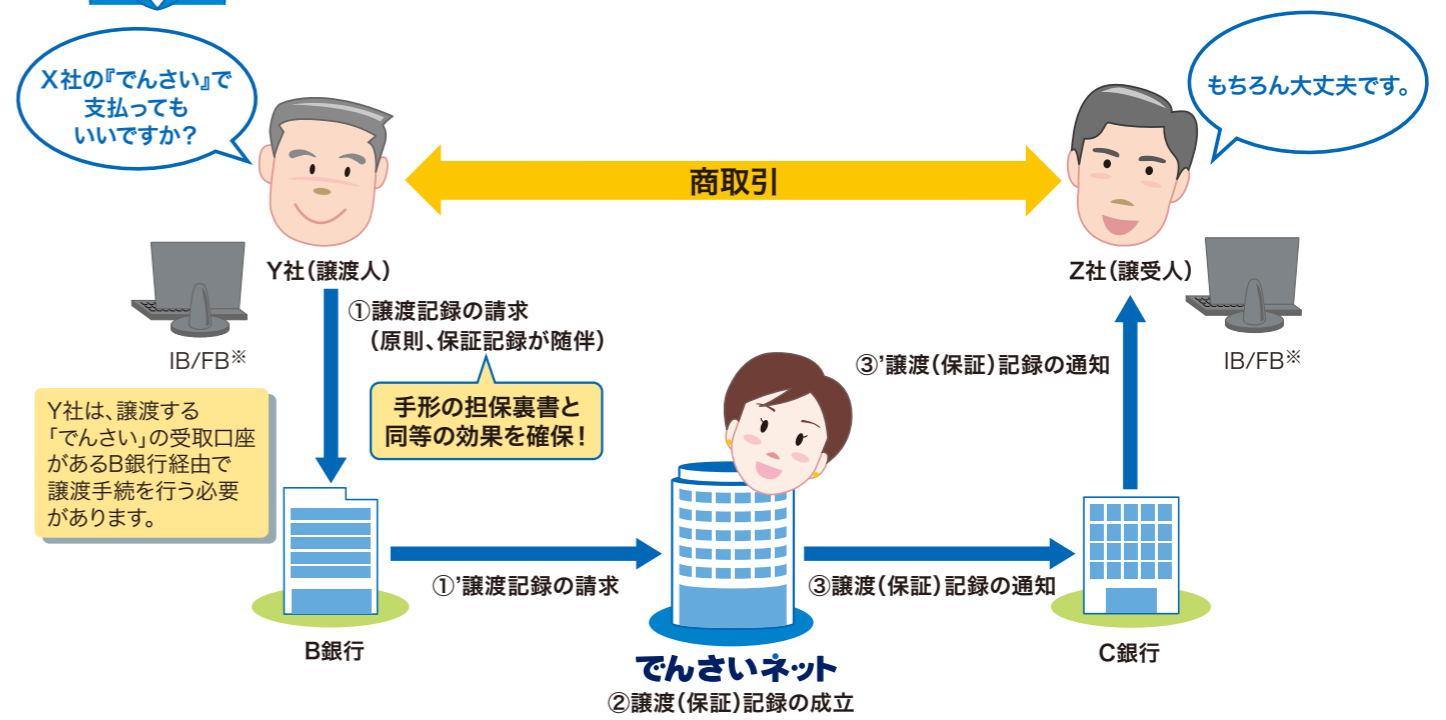 X社の『でんさい』で
支払っても
いいですか?
もちろん大丈夫です。
商取引
Y社(譲渡人)
Z社(譲受人)
IB/FB※
IB/FB※
①譲渡記録の請求
(原則、保証記録が随伴)
手形の担保裏書と
同等の効果を確保!
Y社は、譲渡する
「でんさい」の受取口座
があるB銀行経由で
譲渡手続を行う必要
があります。
③’譲渡(保証)記録の通知
①’譲渡記録の請求
③譲渡(保証)記録の通知
B銀行
でんさいネット
②譲渡(保証)記録の成立
C銀行